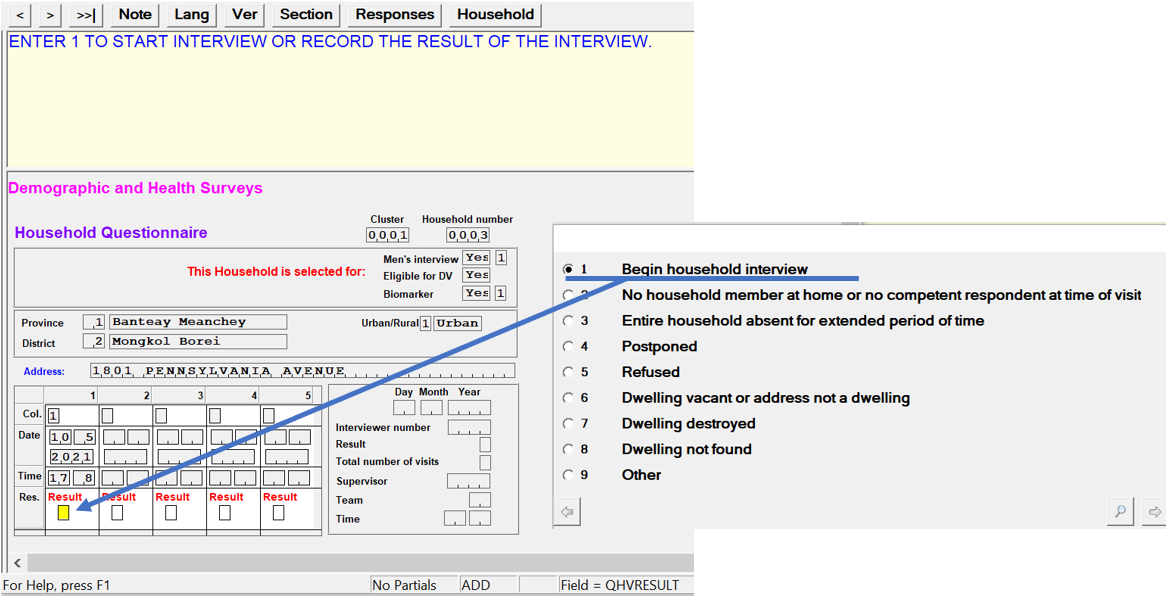 < > >>| Note Lang Ver Section Responses Household
ENTER 1 TO START INTERVIEW OR RECORD THE RESULT OF THE INTERVIEW.
Demographic and Health Surveys
Cluster Household number
Household Questionnaire 0001 0003
Men's interview Yes 1
This Household is selected for: Eligible for DV Yes
Biomarker Yes 1
Province 1 Banteay Meanchey Urban/Rural 1 Urban
District 2 Mongkol Borei
Address: 1801 PENNSYLVANIA AVENUE
1 2 3 4 5
Col. 1
Date 10 5
2021
Time 17 8
Res. Result Result Result Result Result
Day Month Year
Interviewer number
Result
Total number of visits
Supervisor
Team
Time
1 Begin household interview
2 No household member at home or no competent respondent at time of visit
3 Entire household absent for extended period of time
4 Postponed
5 Refused
6 Dwelling vacant or address not a dwelling
7 Dwelling destroyed
8 Dwelling not found
9 Other
<
For Help, press F1 No Partials ADD Field = QHVRESULT